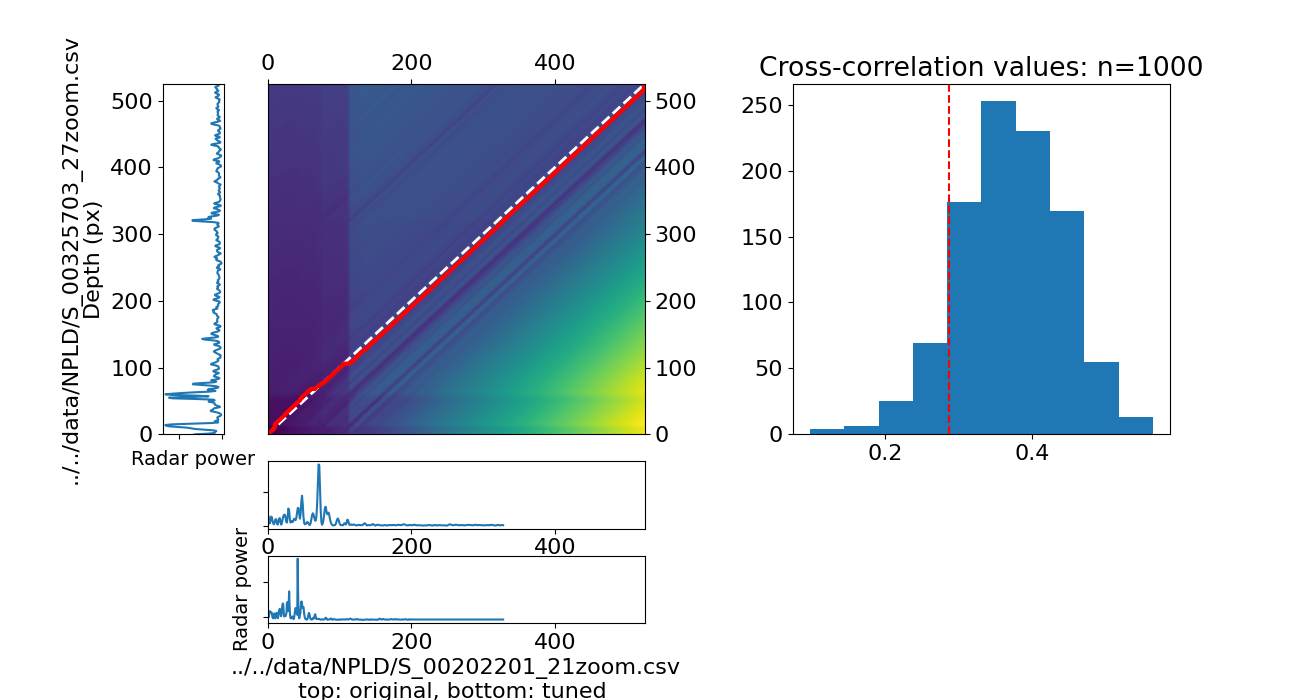 ../../data/NPLD/S_00325703_27zoom.csv
Depth (px)
500
400
300
200
100
0
Radar power
0 200 400
500
400
300
200
100
0
Cross-correlation values: n=1000
250
200
150
100
50
0
0.2 0.4
0 200 400
Radar power
0 200 400
../../data/NPLD/S_00202201_21zoom.csv
top: original, bottom: tuned